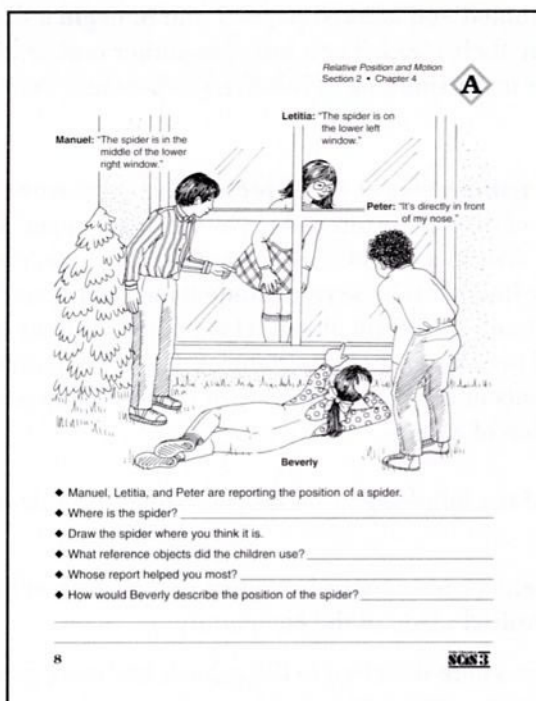 Relative Position and Motion
Section 2 • Chapter 4
A
Letitia: "The spider is on
the lower left
window."
Manuel: "The spider is in the
middle of the lower
right window."
Peter: "It's directly in front
of my nose."
Beverly
◆ Manuel, Letitia, and Peter are reporting the position of a spider.
◆ Where is the spider?
◆ Draw the spider where you think it is.
◆ What reference objects did the children use?
◆ Whose report helped you most?
◆ How would Beverly describe the position of the spider?
8
SCIS 3